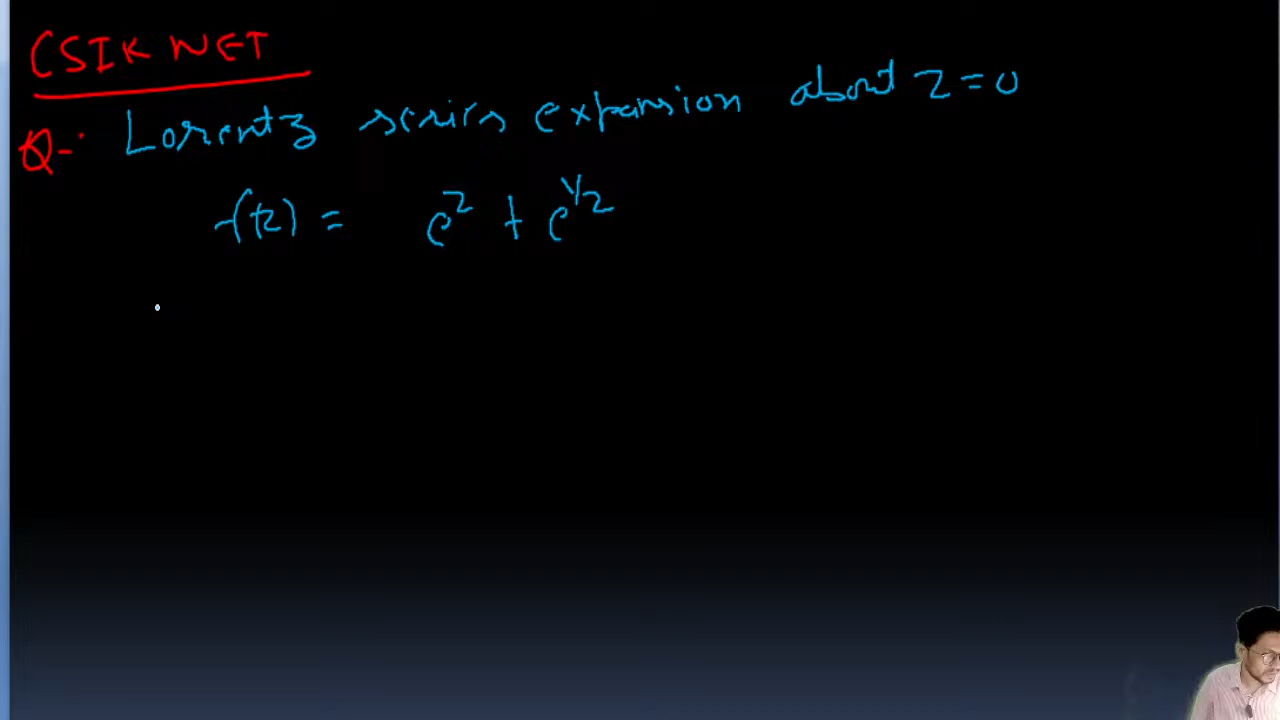 CSIR NET
Q-: Lorentz series expansion about z=0
f(z) = e^z + e^1/z